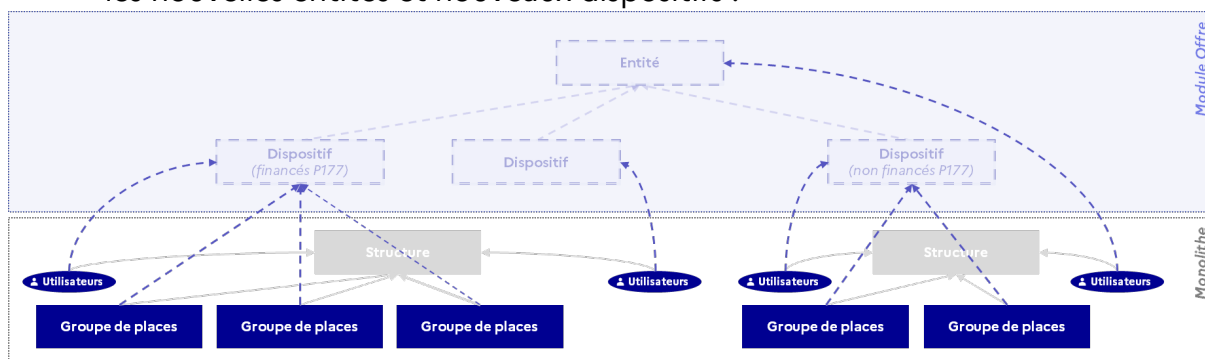 les nouvelles entités et nouveaux dispositifs :
Module Offre
Entité
Dispositif
(financés P177)
Dispositif
Dispositif
(non financés P177)
Monolithe
Structure
Structure
Utilisateurs
Utilisateurs
Utilisateurs
Utilisateurs
Groupe de places
Groupe de places
Groupe de places
Groupe de places
Groupe de places